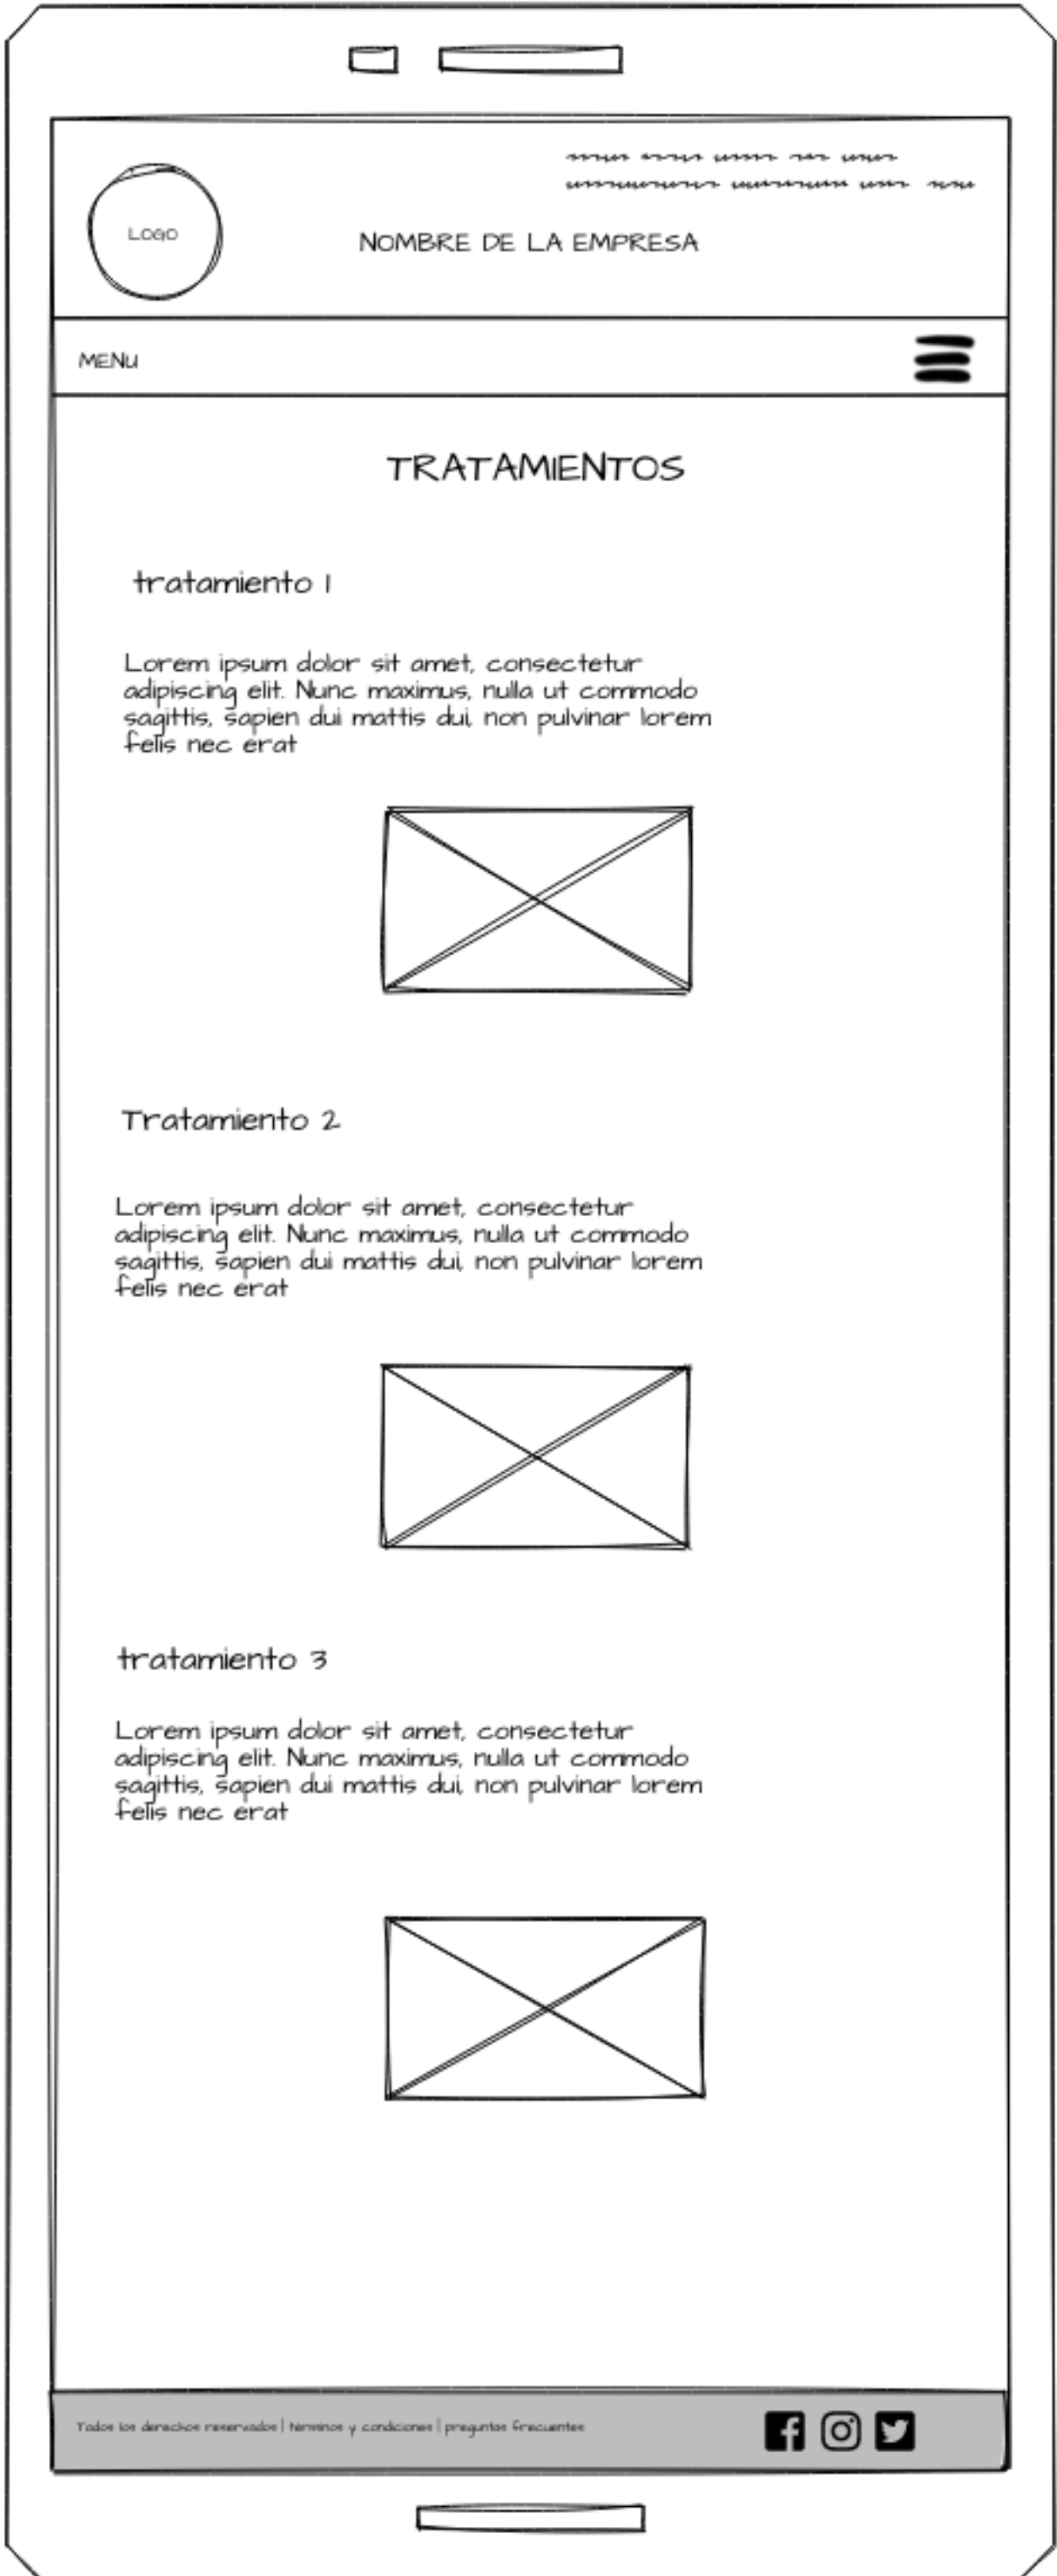 LOGO
NOMBRE DE LA EMPRESA
MENU
TRATAMIENTOS
tratamiento 1
Lorem ipsum dolor sit amet, consectetur
adipiscing elit. Nunc maximus, nulla ut commodo
sagittis, sapien dui mattis dui, non pulvinar lorem
felis nec erat
Tratamiento 2
Lorem ipsum dolor sit amet, consectetur
adipiscing elit. Nunc maximus, nulla ut commodo
sagittis, sapien dui mattis dui, non pulvinar lorem
felis nec erat
tratamiento 3
Lorem ipsum dolor sit amet, consectetur
adipiscing elit. Nunc maximus, nulla ut commodo
sagittis, sapien dui mattis dui, non pulvinar lorem
felis nec erat
Todos los derechos reservados | términos y condiciones | preguntas frecuentes